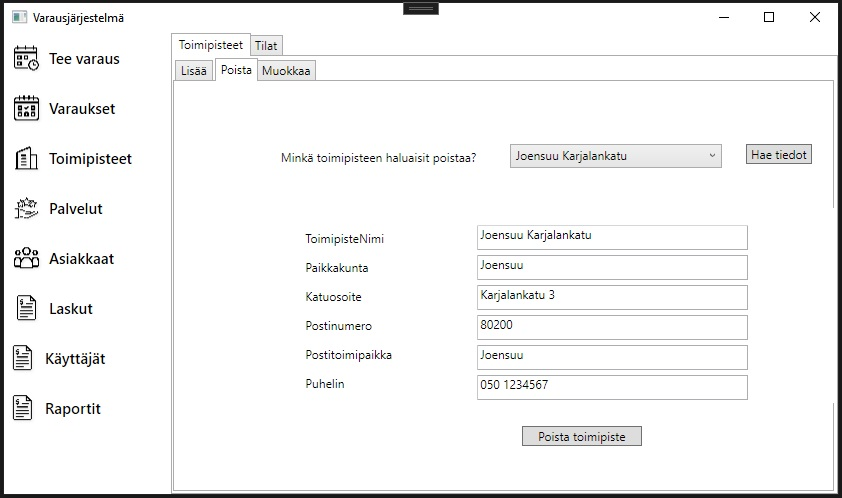 Varausjärjestelmä
Tee varaus
Varaukset
Toimipisteet
Palvelut
Asiakkaat
Laskut
Käyttäjät
Raportit
Toimipisteet Tilat
Lisää Poista Muokkaa
Minkä toimipisteen haluaisit poistaa? Joensuu Karjalankatu Hae tiedot
ToimipisteNimi Joensuu Karjalankatu
Paikkakunta Joensuu
Katuosoite Karjalankatu 3
Postinumero 80200
Postitoimipaikka Joensuu
Puhelin 050 1234567
Poista toimipiste